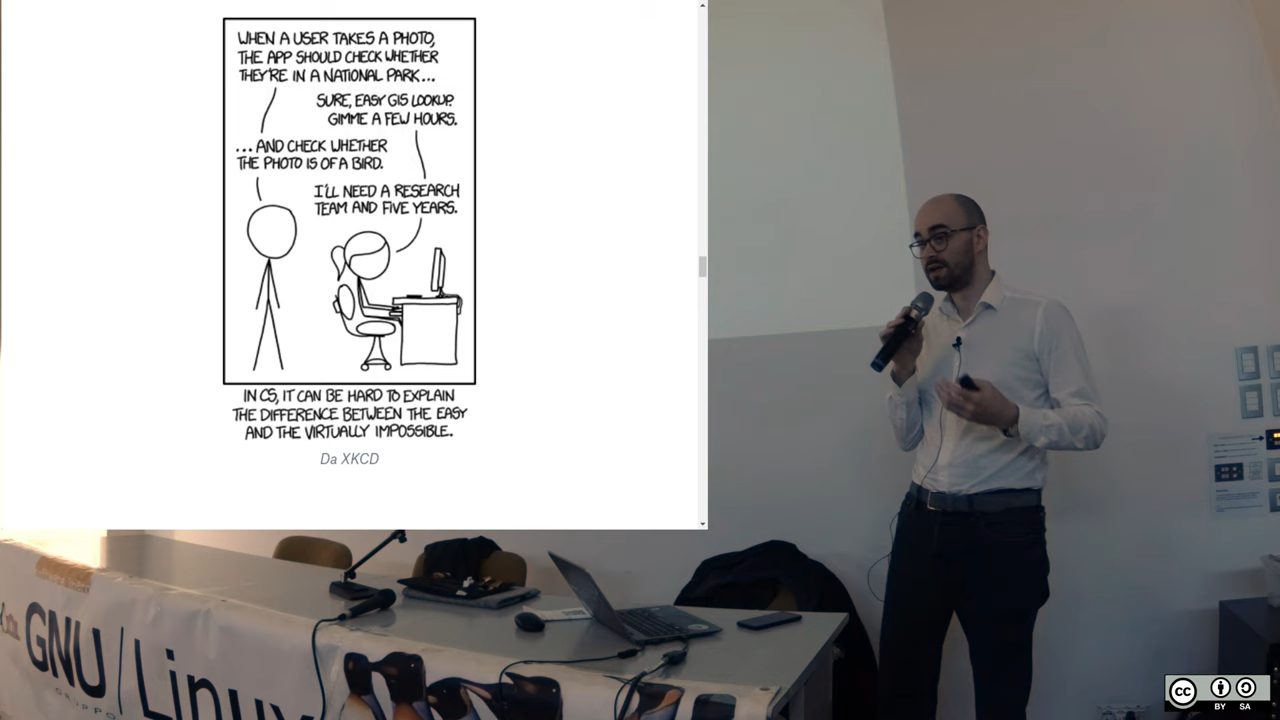 WHEN A USER TAKES A PHOTO,
THE APP SHOULD CHECK WHETHER
THEY'RE IN A NATIONAL PARK...
SURE, EASY GIS LOOKUP.
GIMME A FEW HOURS.
...AND CHECK WHETHER
THE PHOTO IS OF A BIRD.
I'LL NEED A RESEARCH
TEAM AND FIVE YEARS.
IN CS, IT CAN BE HARD TO EXPLAIN
THE DIFFERENCE BETWEEN THE EASY
AND THE VIRTUALLY IMPOSSIBLE.
Da XKCD
GNU/Linux
GRUPPO
cc
BY SA